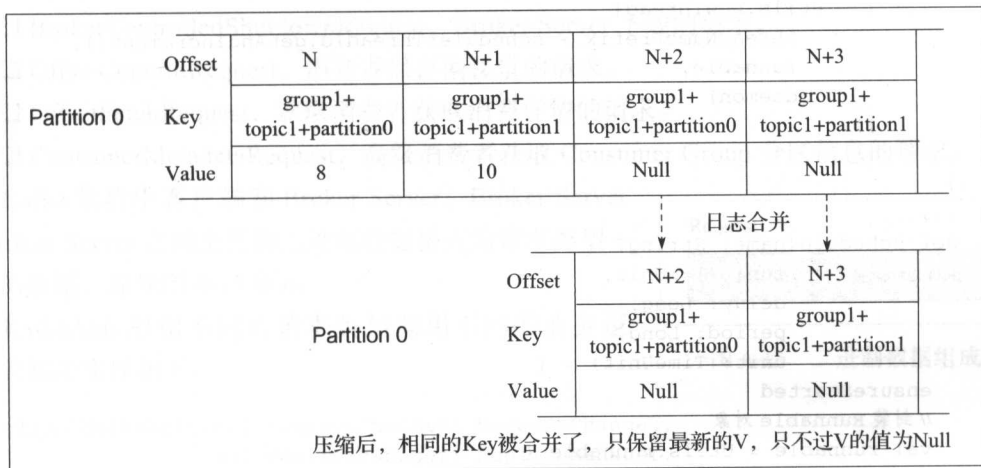 Offset N N+1 N+2 N+3
Partition 0 Key group1+ topic1+partition0 group1+ topic1+partition1 group1+ topic1+partition0 group1+ topic1+partition1
Value 8 10 Null Null
日志合并
Offset N+2 N+3
Partition 0 Key group1+ topic1+partition0 group1+ topic1+partition1
Value Null Null
压缩后，相同的Key被合并了，只保留最新的V，只不过V的值为Null